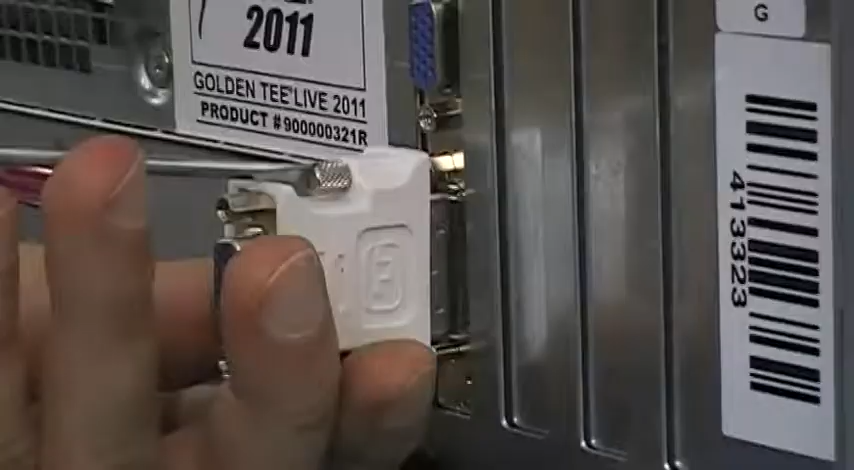 2011
GOLDEN TEE® LIVE 2011
PRODUCT #900000321R
G
413323